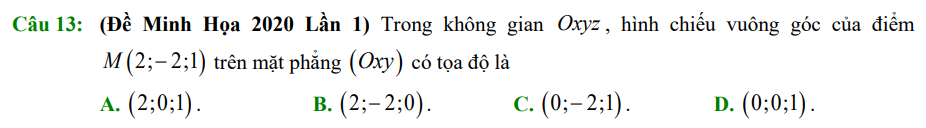 Câu 13: (Đề Minh Họa 2020 Lần 1) Trong không gian Oxyz, hình chiếu vuông góc của điểm
M(2;−2;1) trên mặt phẳng (Oxy) có tọa độ là
A. (2;0;1). B. (2;−2;0). C. (0;−2;1). D. (0;0;1).